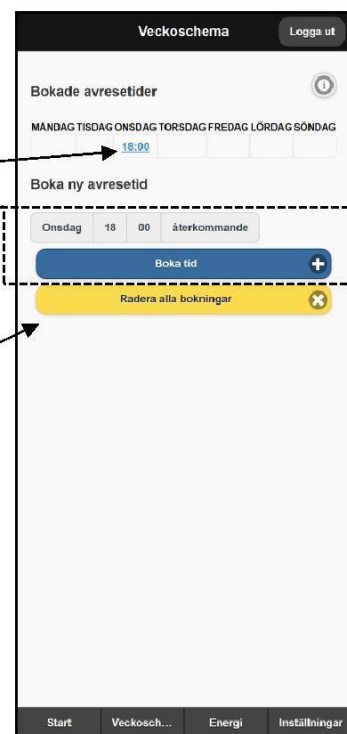 Veckoschema
Logga ut
Bokade avresetider
MÅNDAG TISDAG ONSDAG TORSDAG FREDAG LÖRDAG SÖNDAG
18:00
Boka ny avresetid
Onsdag 18 00 återkommande
Boka tid
Radera alla bokningar
Start Veckosch... Energi Inställningar